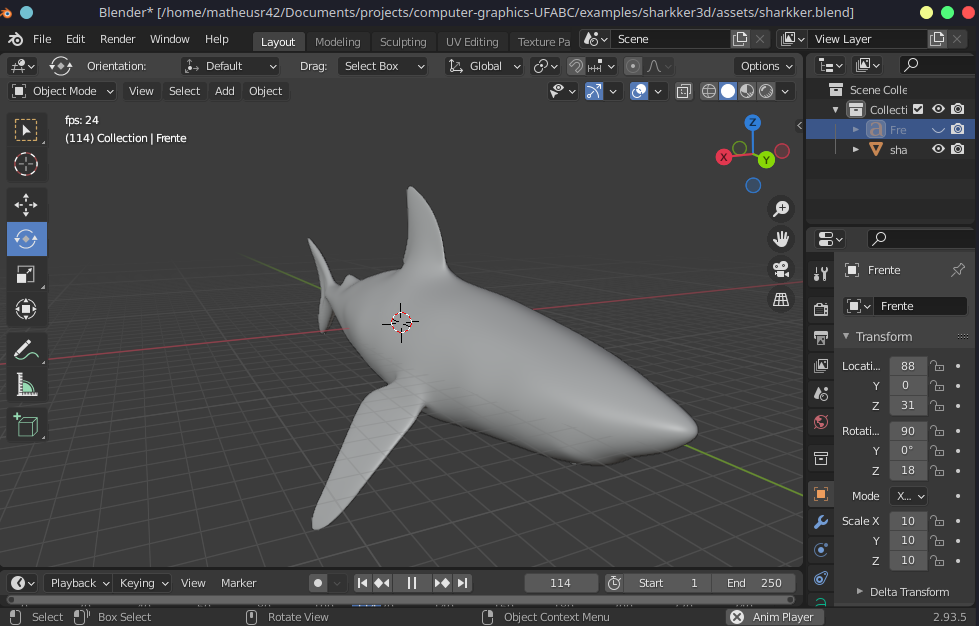 Blender* [/home/matheusr42/Documents/projects/computer-graphics-UFABC/examples/sharkker3d/assets/sharkker.blend]
File Edit Render Window Help Layout Modeling Sculpting UV Editing Texture Pa Scene View Layer
Orientation: Default Drag: Select Box Global Options
Object Mode View Select Add Object
fps: 24
(114) Collection | Frente
Z
X
Y
Scene Colle
Collecti
Fre
sha
Frente
Frente
Transform
Locati... 88
Y 0
Z 31
Rotati... 90
Y 0°
Z 18
Mode X...
Scale X 10
Y 10
Z 10
Delta Transform
Playback Keying View Marker 114 Start 1 End 250
Select Box Select Rotate View Object Context Menu Anim Player 2.93.5